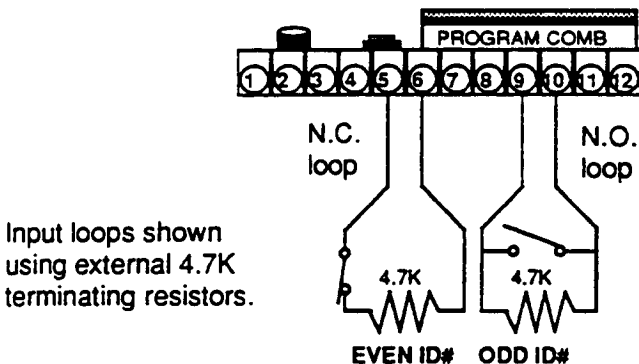 PROGRAM COMB
1 2 3 4 5 6 7 8 9 10 11 12
N.C.
loop
N.O.
loop
Input loops shown
using external 4.7K
terminating resistors.
4.7K
4.7K
EVEN ID#
ODD ID#